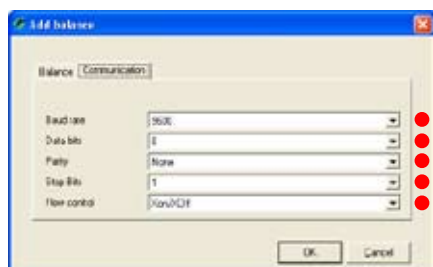 Add balance
Balance Communication
Baud rate 9600
Data bits 8
Parity None
Stop Bits 1
Flow control Xon/Xoff
OK Cancel